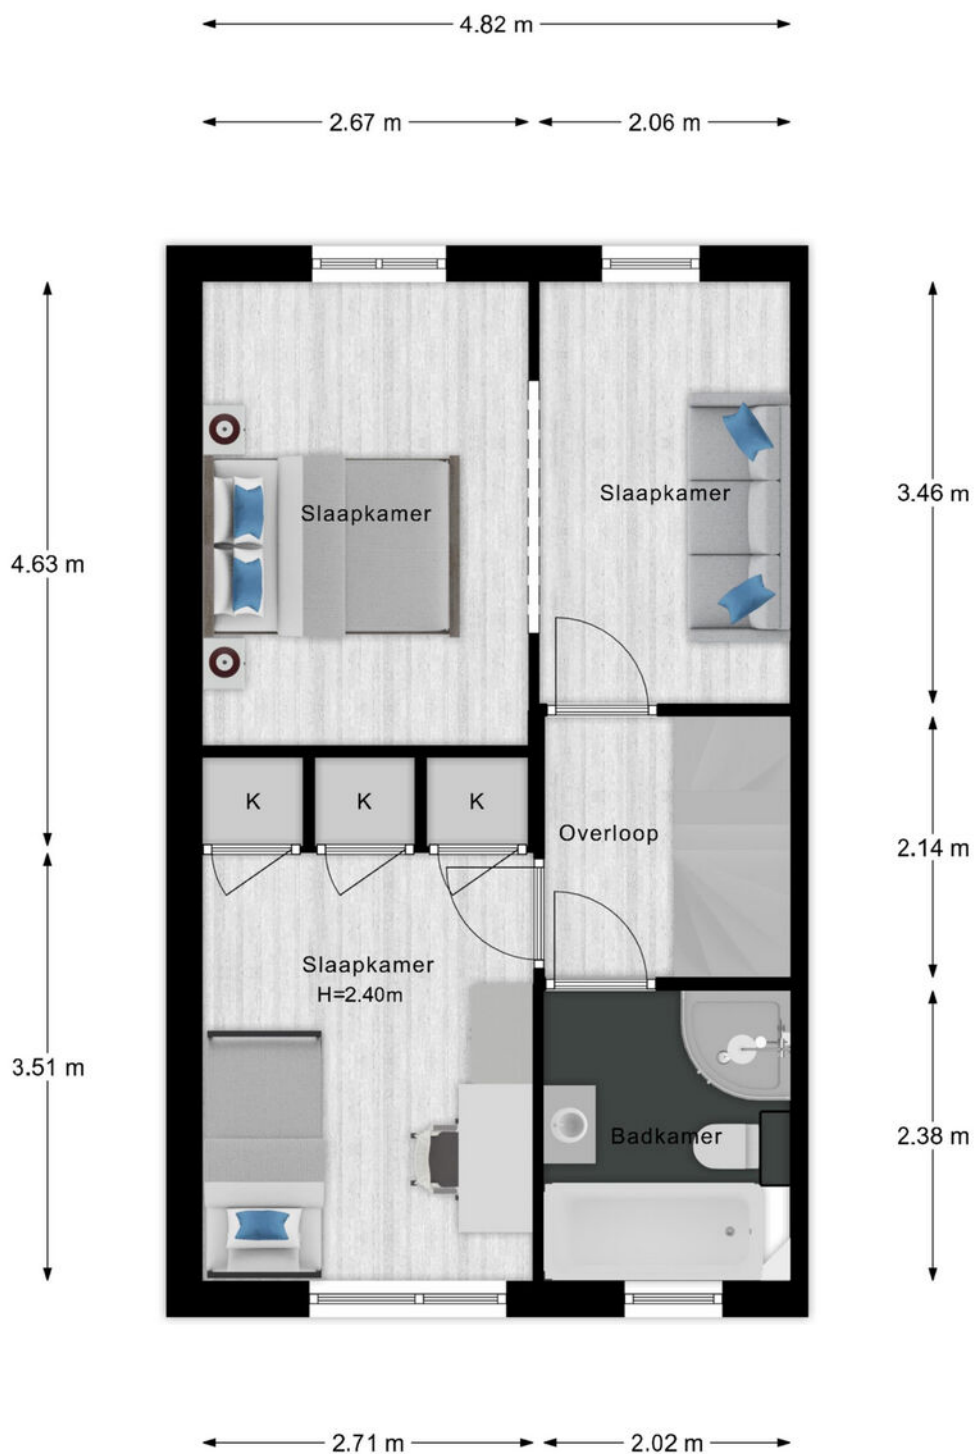 4.82 m
2.67 m
2.06 m
Slaapkamer
Slaapkamer
3.46 m
4.63 m
K
K
K
Overloop
2.14 m
Slaapkamer
H=2.40m
3.51 m
Badkamer
2.38 m
2.71 m
2.02 m